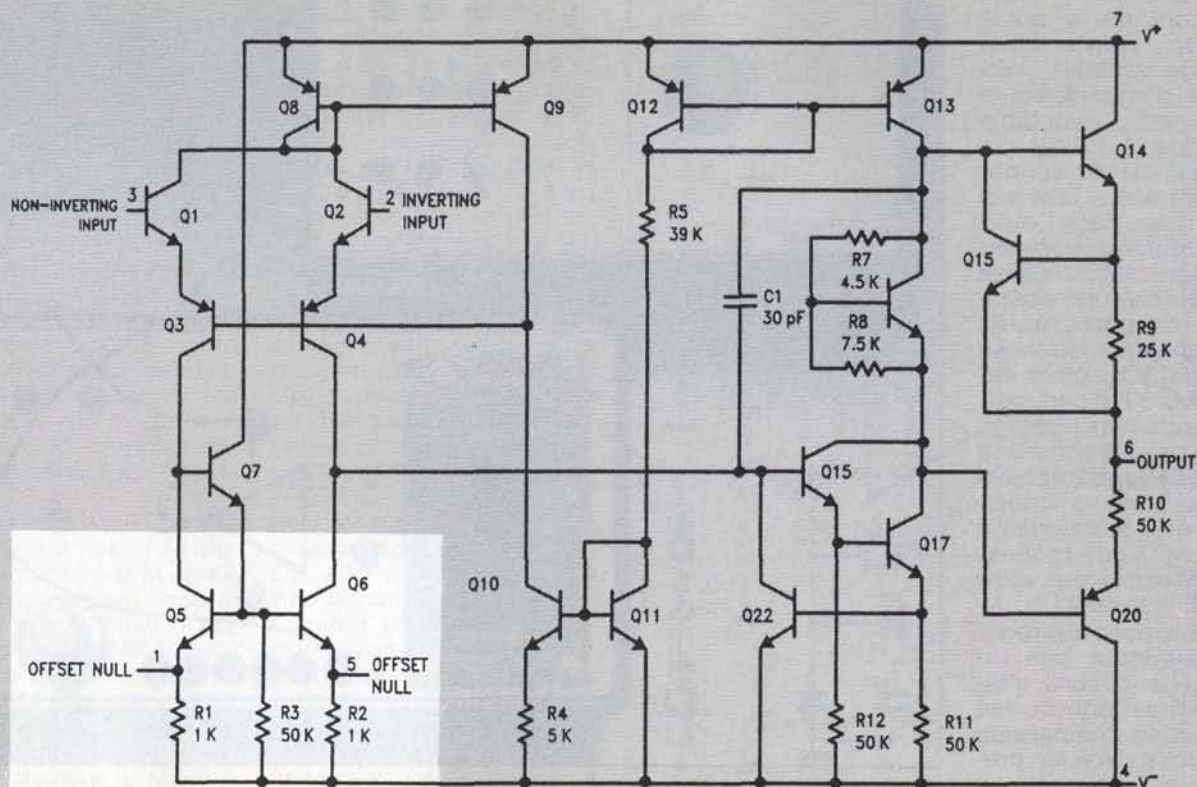 7
V+
Q8
Q9
Q12
Q13
Q14
3
NON-INVERTING
INPUT
Q1
Q2
2 INVERTING
INPUT
R5
39 K
R7
4.5 K
Q15
C1
30 pF
R8
7.5 K
R9
25 K
Q3
Q4
6
OUTPUT
Q7
Q15
R10
50 K
Q17
Q5
Q6
Q10
Q11
Q22
Q20
OFFSET NULL
1
5 OFFSET
NULL
R1
1 K
R3
50 K
R2
1 K
R4
5 K
R12
50 K
R11
50 K
4
V-